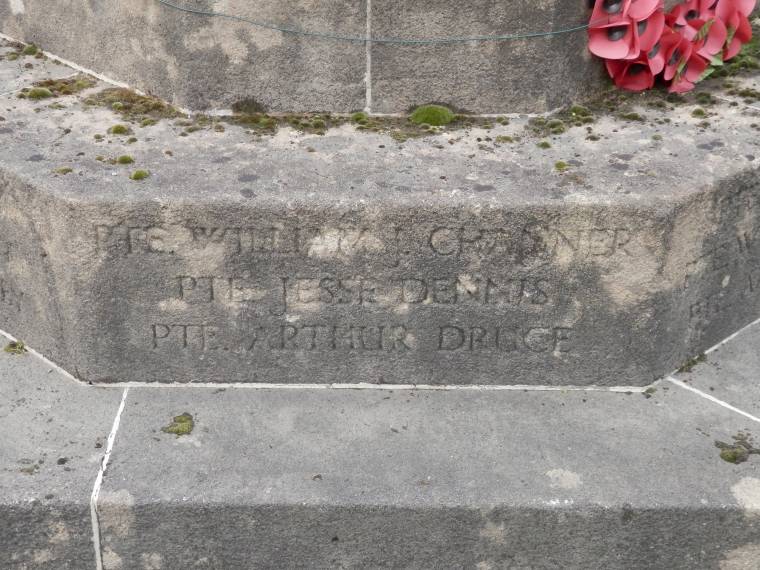 PTE. WILLIAM J. CHASNER
PTE. JESSE DENNIS
PTE. ARTHUR DRUCE